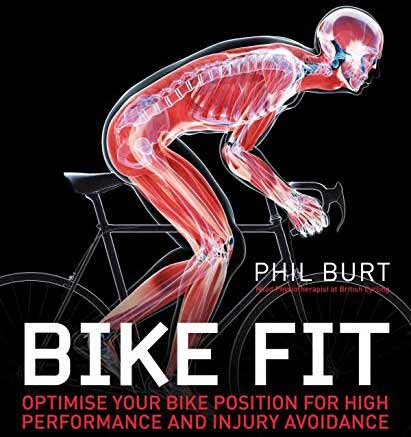 PHIL BURT
Head Physiotherapist at British Cycling
BIKE FIT
OPTIMISE YOUR BIKE POSITION FOR HIGH
PERFORMANCE AND INJURY AVOIDANCE